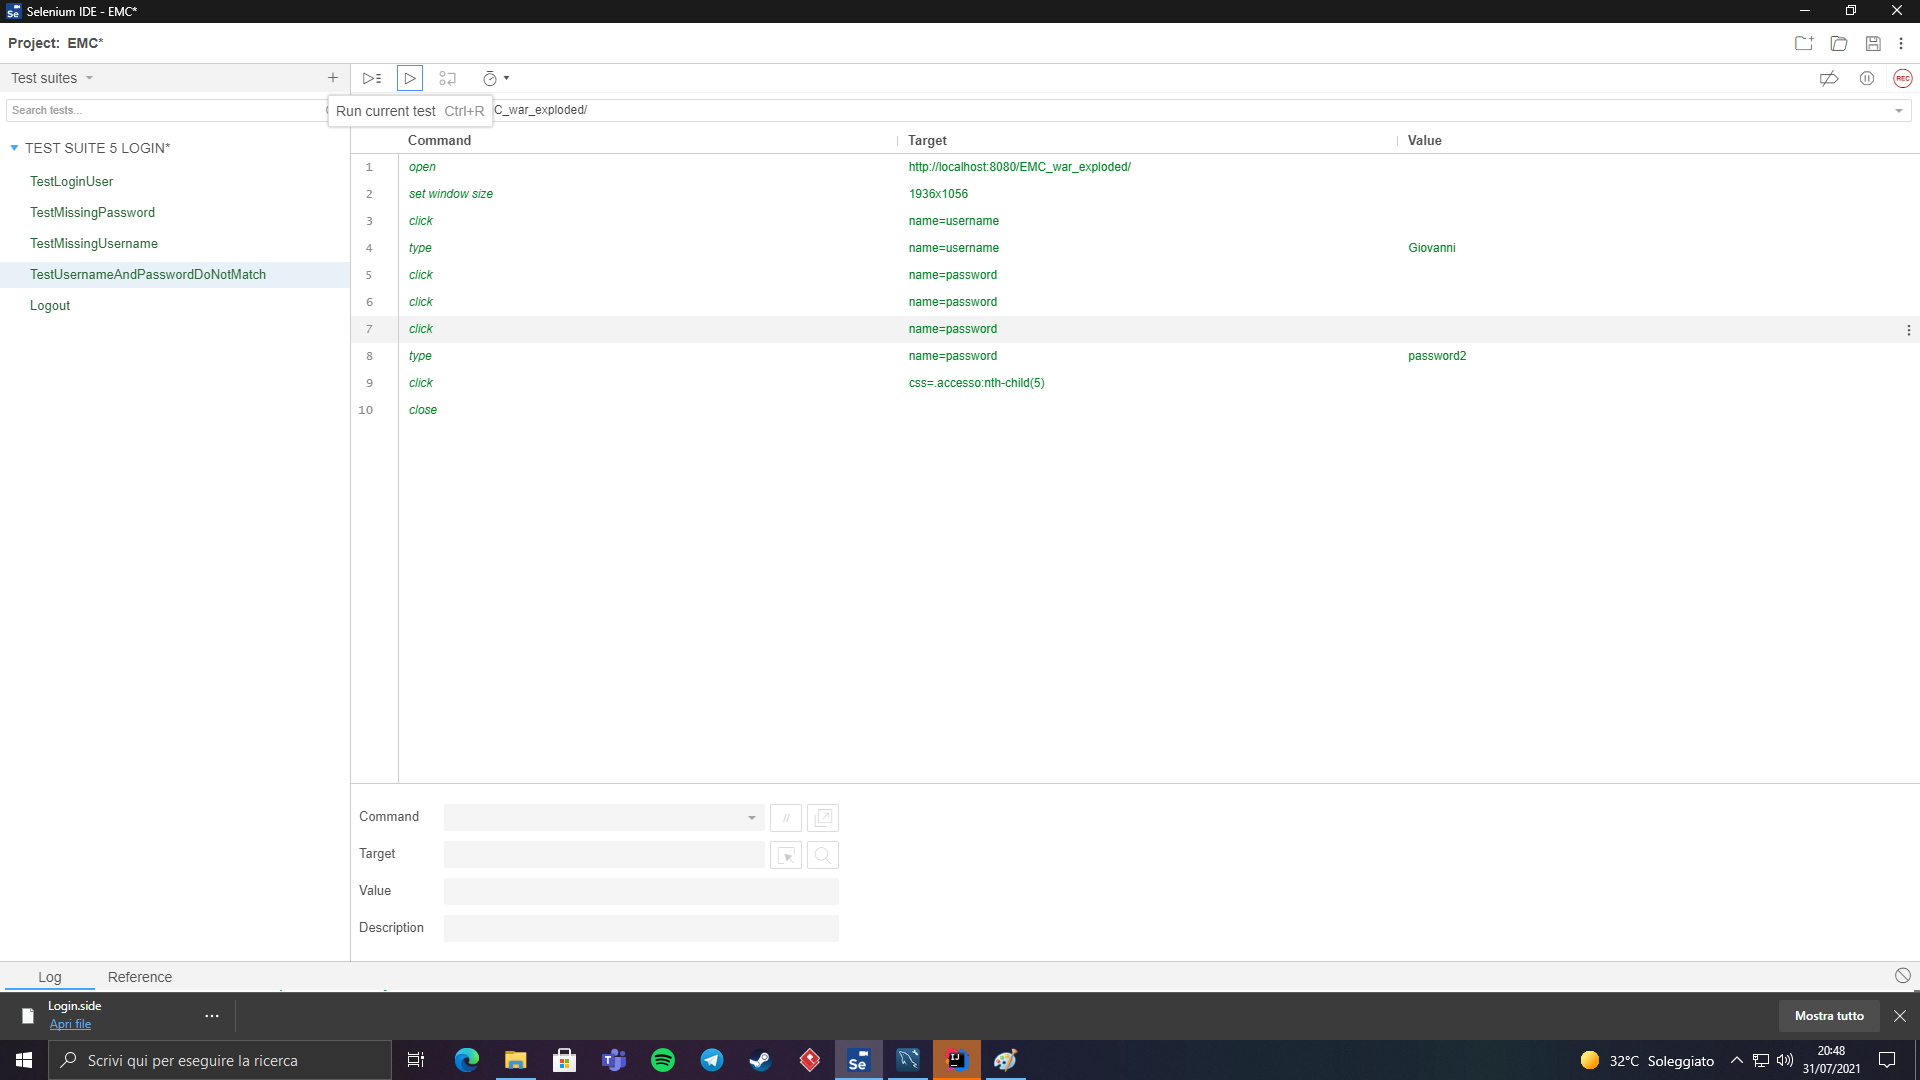 Selenium IDE - EMC*
Project: EMC*
Test suites
Search tests...
Run current test Ctrl+R
C_war_exploded/
REC
Command Target Value
TEST SUITE 5 LOGIN*
TestLoginUser
TestMissingPassword
TestMissingUsername
TestUsernameAndPasswordDoNotMatch
Logout
1 open http://localhost:8080/EMC_war_exploded/
2 set window size 1936x1056
3 click name=username
4 type name=username Giovanni
5 click name=password
6 click name=password
7 click name=password
8 type name=password password2
9 click css=.accesso:nth-child(5)
10 close
Command //
Target
Value
Description
Log Reference
Login.side
Apri file
Mostra tutto
Scrivi qui per eseguire la ricerca
32°C Soleggiato
20:48
31/07/2021